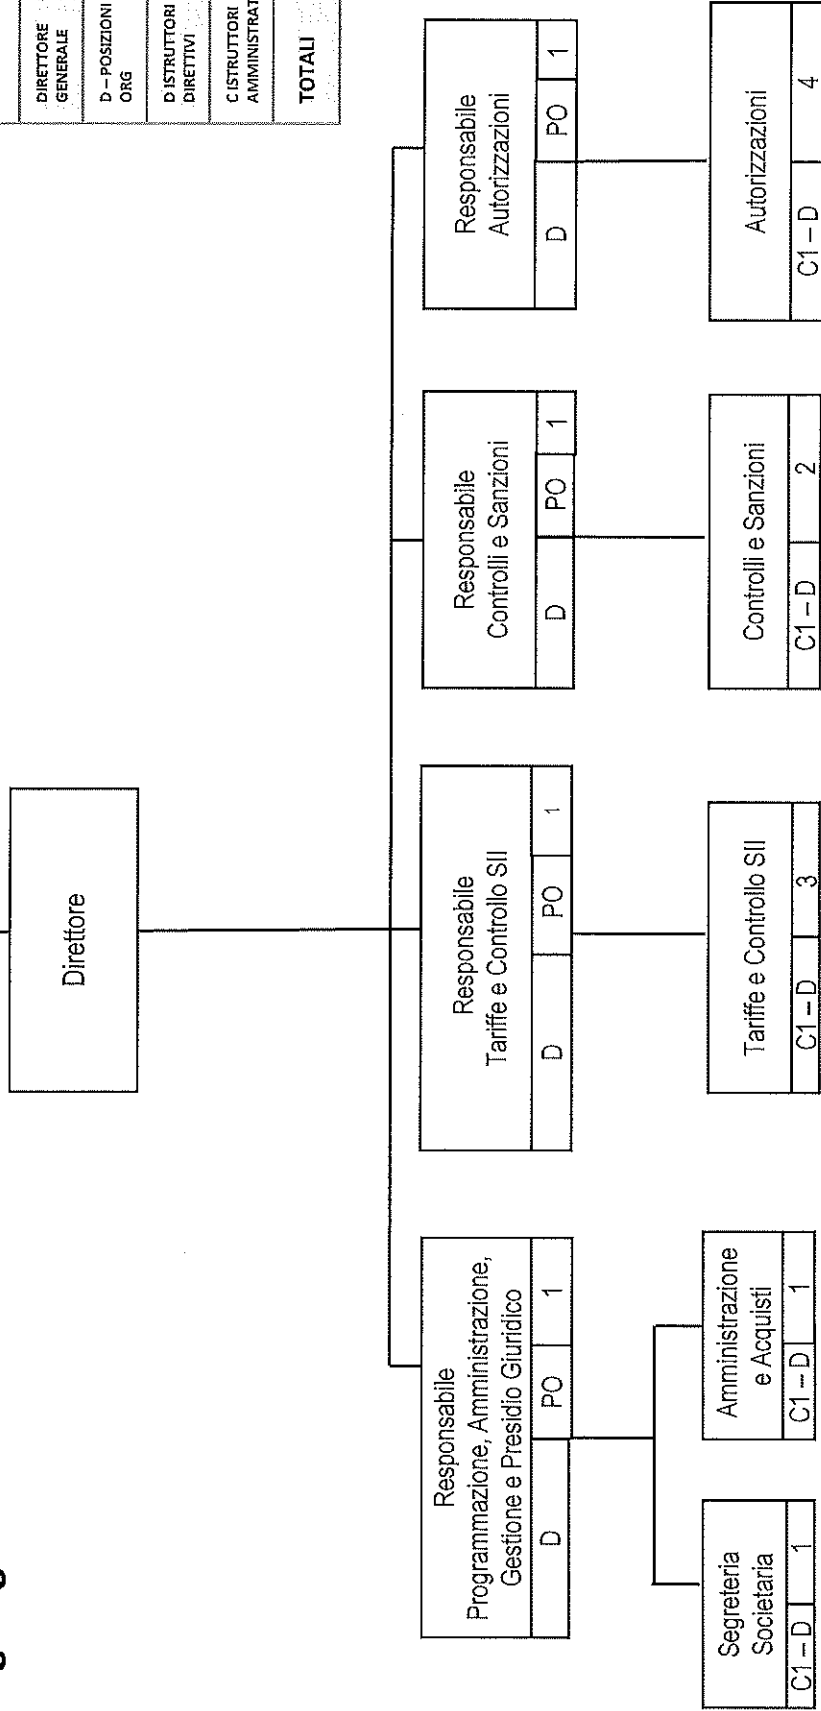 DIRETTORE
GENERALE
D – POSIZIONI
ORG
D ISTRUTTORI
DIRETTIVI
C ISTRUTTORI
TOTALI
Direttore
Responsabile
Programmazione, Amministrazione,
Gestione e Presidio Giuridico
D PO 1
Responsabile
Tariffe e Controllo SII
D PO 1
Responsabile
Controlli e Sanzioni
D PO 1
Responsabile
Autorizzazioni
D PO 1
Segreteria
Societaria
C1 – D 1
Amministrazione
e Acquisti
C1 – D 1
Tariffe e Controllo SII
C1 – D 3
Controlli e Sanzioni
C1 – D 2
Autorizzazioni
C1 – D 4